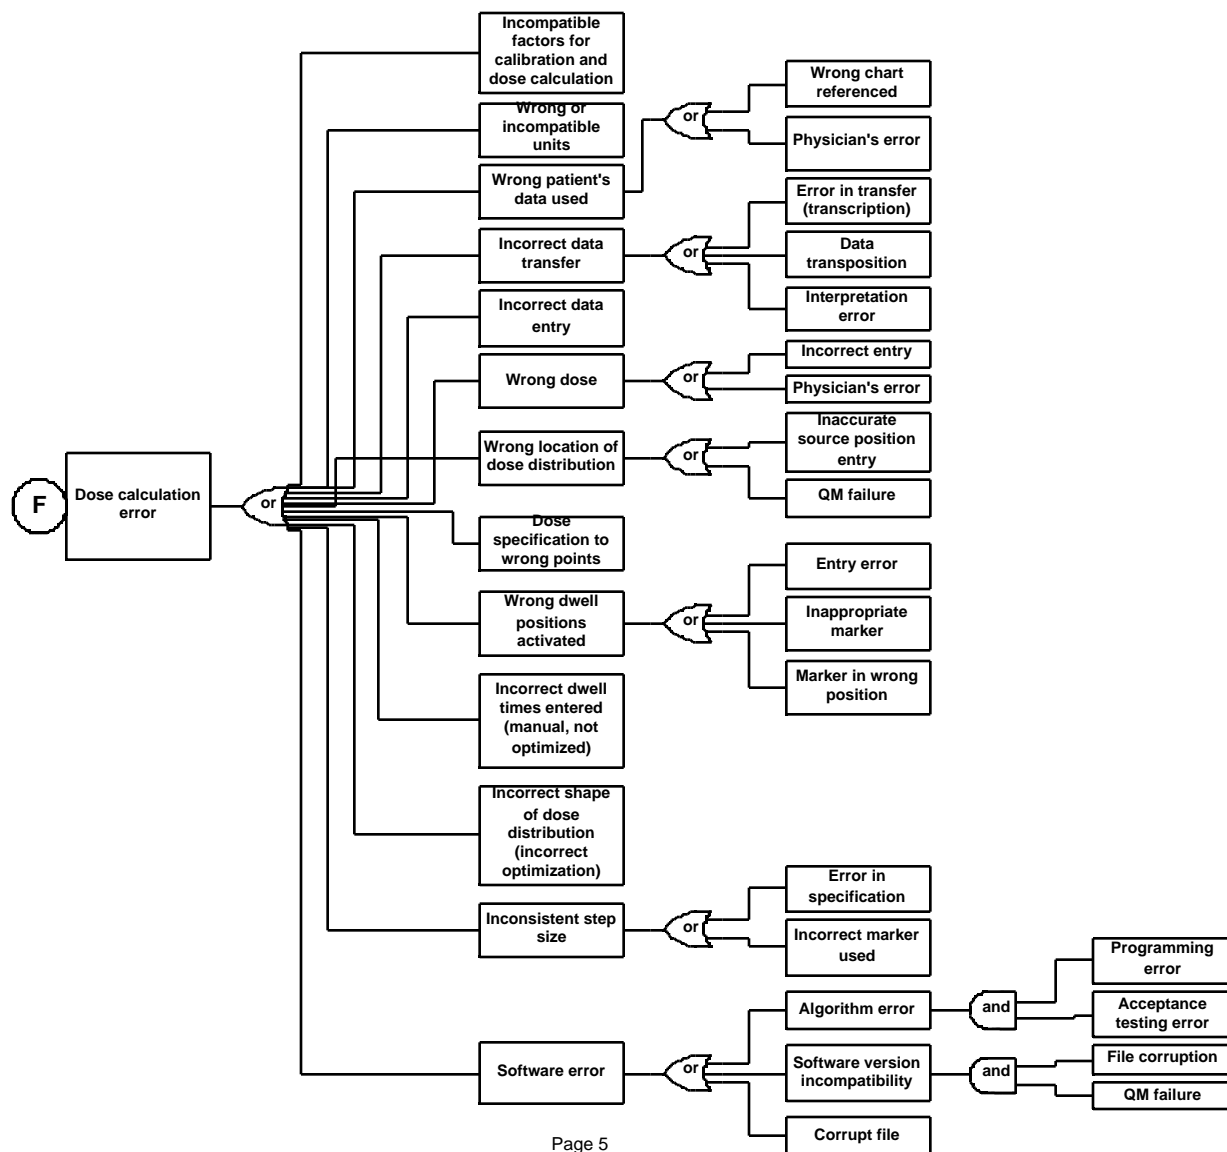 Incompatible
factors for
calibration and
dose calculation
Wrong or
incompatible
units
Wrong patient's
data used
or
Wrong chart
referenced
Physician's error
Incorrect data
transfer
or
Error in transfer
(transcription)
Data
transposition
Interpretation
error
Incorrect data
entry
Wrong dose
or
Incorrect entry
Physician's error
Wrong location of
dose distribution
or
Inaccurate
source position
entry
QM failure
F
Dose calculation
error
or
Dose
specification to
wrong points
Wrong dwell
positions
activated
or
Entry error
Inappropriate
marker
Marker in wrong
position
Incorrect dwell
times entered
(manual, not
optimized)
Incorrect shape
of dose
distribution
(incorrect
optimization)
Inconsistent step
size
or
Error in
specification
Incorrect marker
used
Software error
or
Algorithm error
and
Programming
error
Acceptance
testing error
Software version
incompatibility
and
File corruption
QM failure
Corrupt file
Page 5